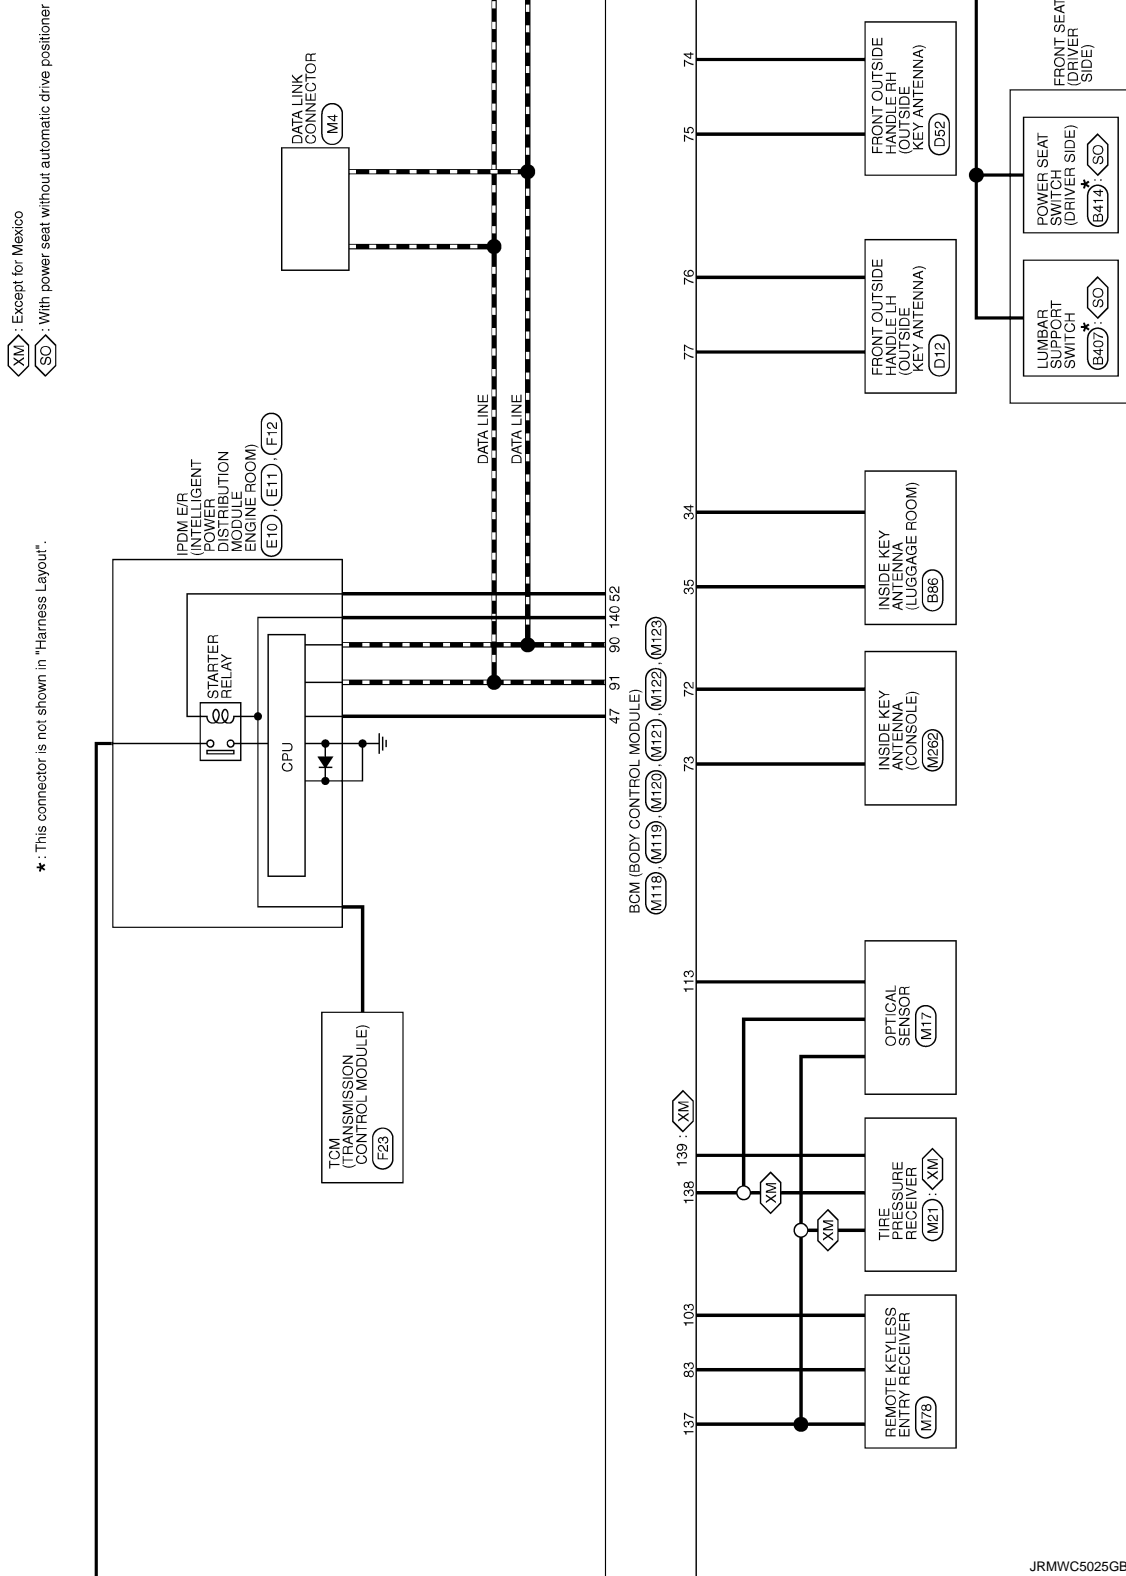 XM : Except for Mexico
SO : With power seat without automatic drive positioner
* : This connector is not shown in "Harness Layout".
IPDM E/R
(INTELLIGENT
POWER
DISTRIBUTION
MODULE
ENGINE ROOM)
E10 , E11 , F12
STARTER
RELAY
CPU
TCM
(TRANSMISSION
CONTROL MODULE)
F23
DATA LINK
CONNECTOR
M4
DATA LINE
DATA LINE
47
91
90
140
52
BCM (BODY CONTROL MODULE)
M118 , M119 , M120 , M121 , M122 , M123
137
83
103
138
139 : XM
113
73
72
35
34
77
76
75
74
XM
XM
REMOTE KEYLESS
ENTRY RECEIVER
M78
TIRE
PRESSURE
RECEIVER
M21 : XM
OPTICAL
SENSOR
M17
INSIDE KEY
ANTENNA
(CONSOLE)
M262
INSIDE KEY
ANTENNA
(LUGGAGE ROOM)
B86
FRONT OUTSIDE
HANDLE LH
(OUTSIDE
KEY ANTENNA)
D12
FRONT OUTSIDE
HANDLE RH
(OUTSIDE
KEY ANTENNA)
D52
LUMBAR
SUPPORT
SWITCH
B407 * : SO
POWER SEAT
SWITCH
(DRIVER SIDE)
B414 * : SO
FRONT SEAT
(DRIVER
SIDE)
JRMWC5025GB